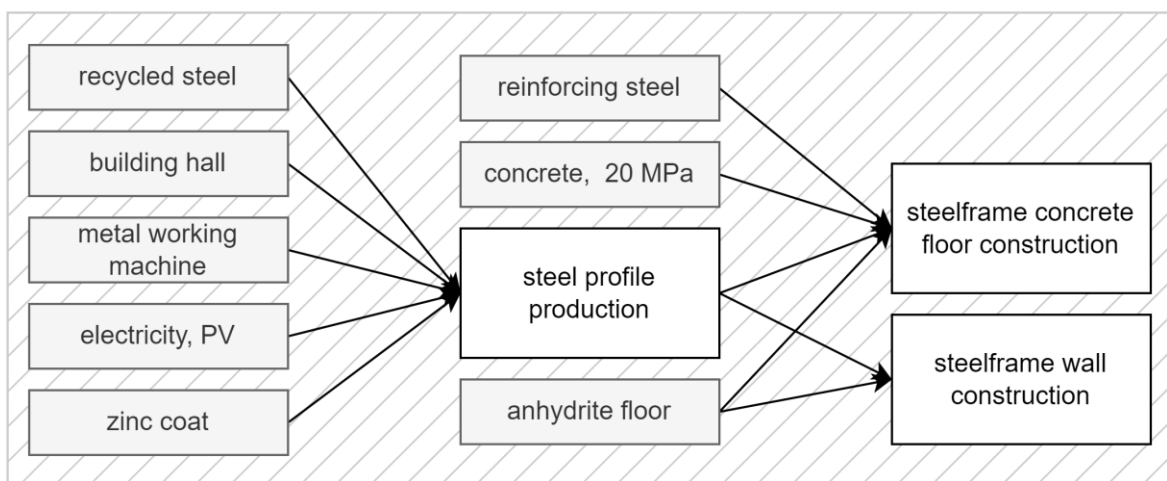 recycled steel
building hall
metal working
machine
electricity, PV
zinc coat
reinforcing steel
concrete, 20 MPa
steel profile
production
anhydrite floor
steelframe concrete
floor construction
steelframe wall
construction